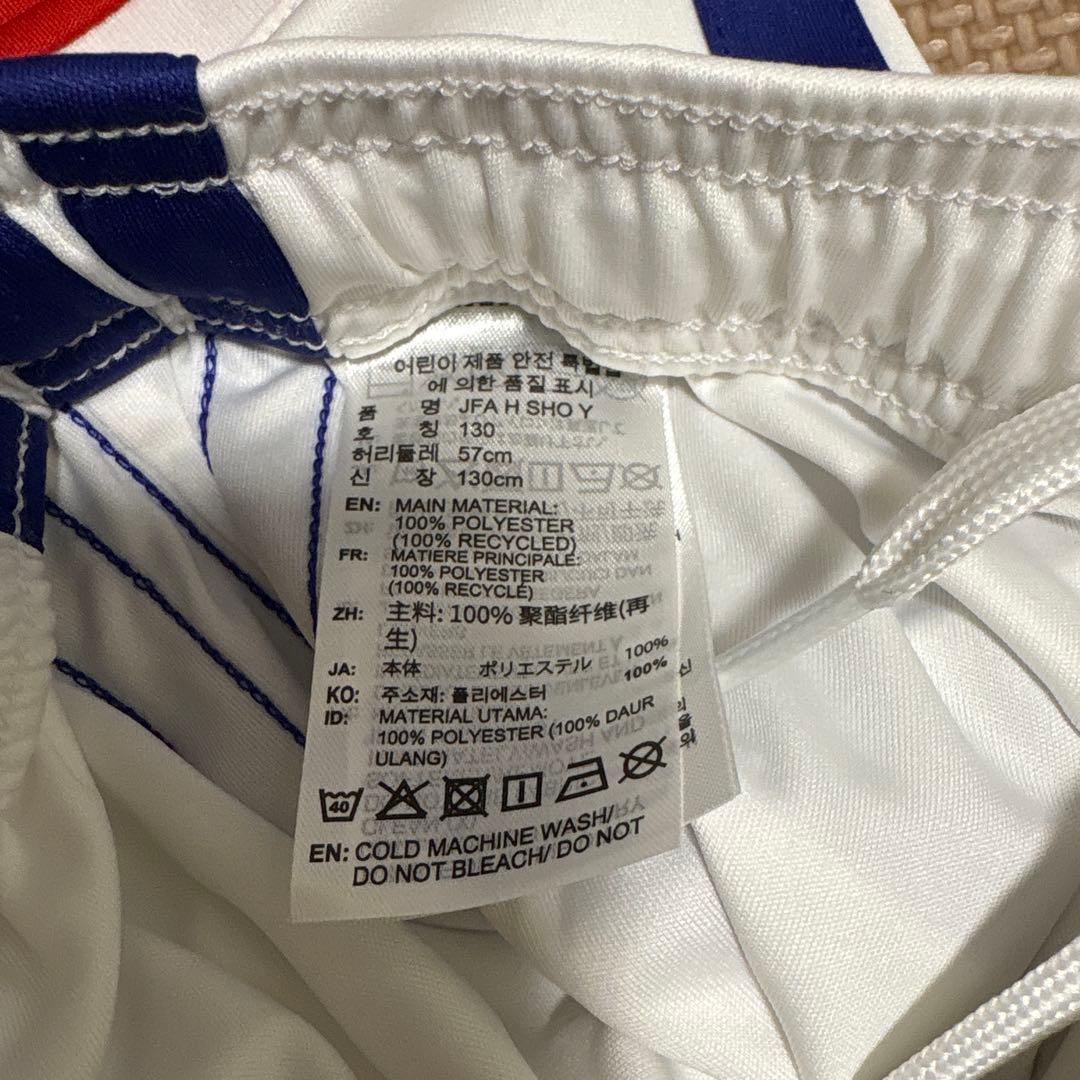 어린이 제품 안전 특별법
에 의한 품질 표시
품 명 JFA H SHO Y
호 칭 130
허리둘레 57cm
신 장 130cm
EN: MAIN MATERIAL:
100% POLYESTER
(100% RECYCLED)
FR: MATIERE PRINCIPALE:
100% POLYESTER
(100% RECYCLÉ)
ZH: 主料: 100% 聚酯纤维(再
生)
JA: 本体 ポリエステル 100%
KO: 주소재: 폴리에스터 100%
ID: MATERIAL UTAMA:
100% POLYESTER (100% DAUR
ULANG)
40
EN: COLD MACHINE WASH/
DO NOT BLEACH/ DO NOT